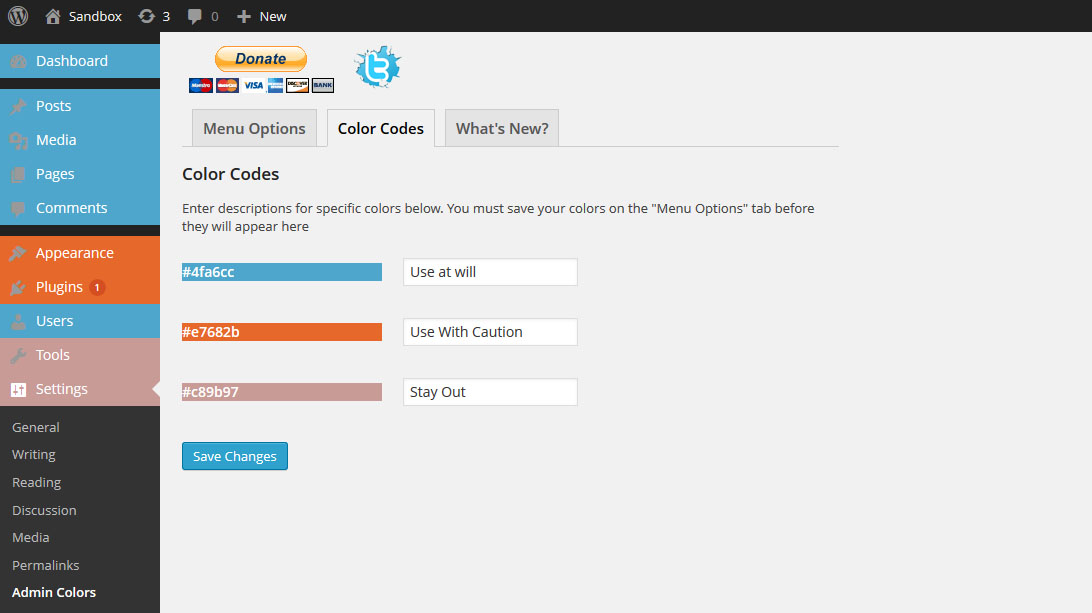 Sandbox 3 0 New
Donate
Maestro MasterCard VISA DISCOVER BANK
Dashboard
Posts
Media
Pages
Comments
Appearance
Plugins 1
Users
Tools
Settings
General
Writing
Reading
Discussion
Media
Permalinks
Admin Colors
Menu Options Color Codes What's New?
Color Codes
Enter descriptions for specific colors below. You must save your colors on the "Menu Options" tab before
they will appear here
#4fa6cc Use at will
#e7682b Use With Caution
#c89b97 Stay Out
Save Changes